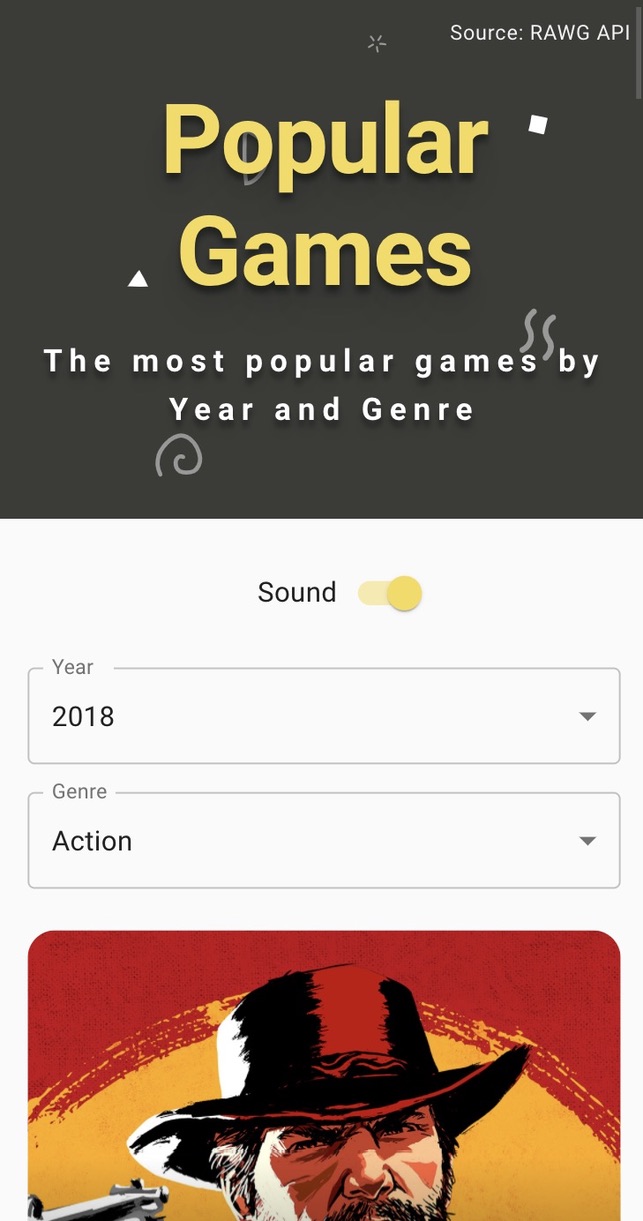 Source: RAWG API
Popular
Games
The most popular games by
Year and Genre
Sound
Year
2018
Genre
Action